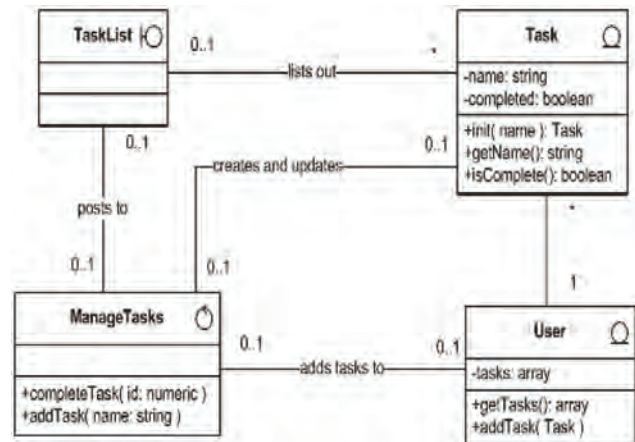 TaskList
0..1
lists out
*
Task
-name: string
-completed: boolean
+init( name ): Task
+getName(): string
+isComplete(): boolean
0..1
creates and updates
0..1
posts to
*
0..1
0..1
1
ManageTasks
+completeTask( id: numeric )
+addTask( name: string )
0..1
adds tasks to
0..1
User
-tasks: array
+getTasks(): array
+addTask( Task )